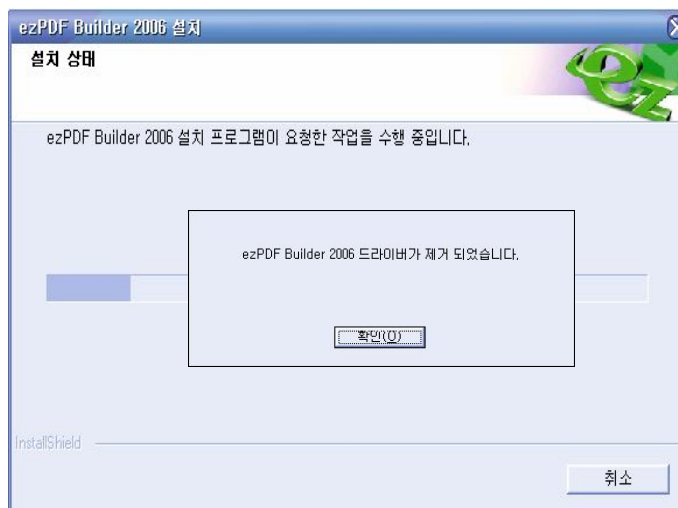 ezPDF Builder 2006 설치
설치 상태
ez
ezPDF Builder 2006 설치 프로그램이 요청한 작업을 수행 중입니다.
ezPDF Builder 2006 드라이버가 제거 되었습니다.
확인(O)
InstallShield
취소